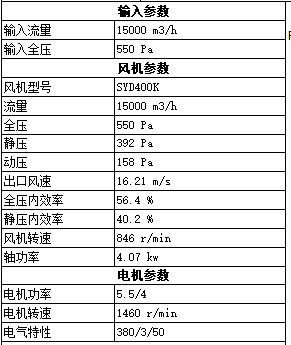 输入参数
输入流量 15000 m3/h
输入全压 550 Pa
风机参数
风机型号 SYD400K
流量 15000 m3/h
全压 550 Pa
静压 392 Pa
动压 158 Pa
出口风速 16.21 m/s
全压内效率 56.4 %
静压内效率 40.2 %
风机转速 846 r/min
轴功率 4.07 kw
电机参数
电机功率 5.5/4
电机转速 1460 r/min
电气特性 380/3/50